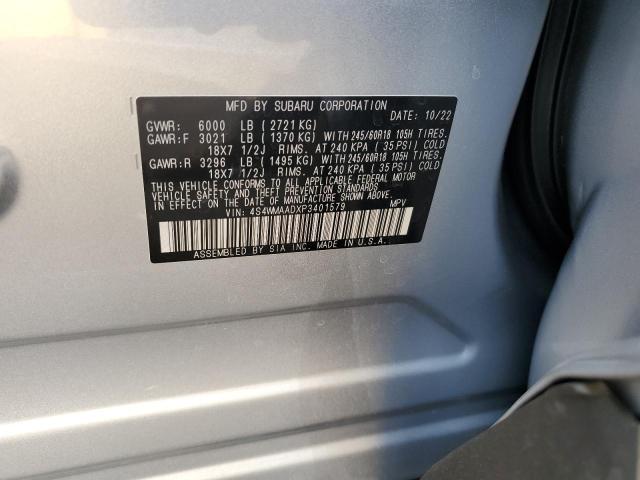 MFD BY SUBARU CORPORATION
DATE: 10/22
GVWR: 6000 LB (2721 KG)
GAWR:F 3021 LB (1370 KG) WITH 245/60R18 105H TIRES.
18X7 1/2J RIMS. AT 240 KPA ( 35 PSI) COLD
GAWR:R 3296 LB (1495 KG) WITH 245/60R18 105H TIRES.
18X7 1/2J RIMS. AT 240 KPA ( 35 PSI) COLD
THIS VEHICLE CONFORMS TO ALL APPLICABLE FEDERAL MOTOR
VEHICLE SAFETY AND THEFT PREVENTION STANDARDS
IN EFFECT ON THE DATE OF MANUFACTURE SHOWN ABOVE.
VIN: 4S4WMAADXP3401579 MPV
ASSEMBLED BY SIA INC. MADE IN U.S.A.